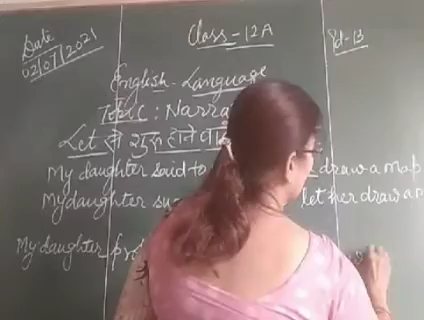 Date
02/07/2021
Class-12A
Pd-13
English Language
Topic: Narra
Let से शुरू होने वा
My daughter said to draw a map
My daughter su let her draw a m
My daughter pro